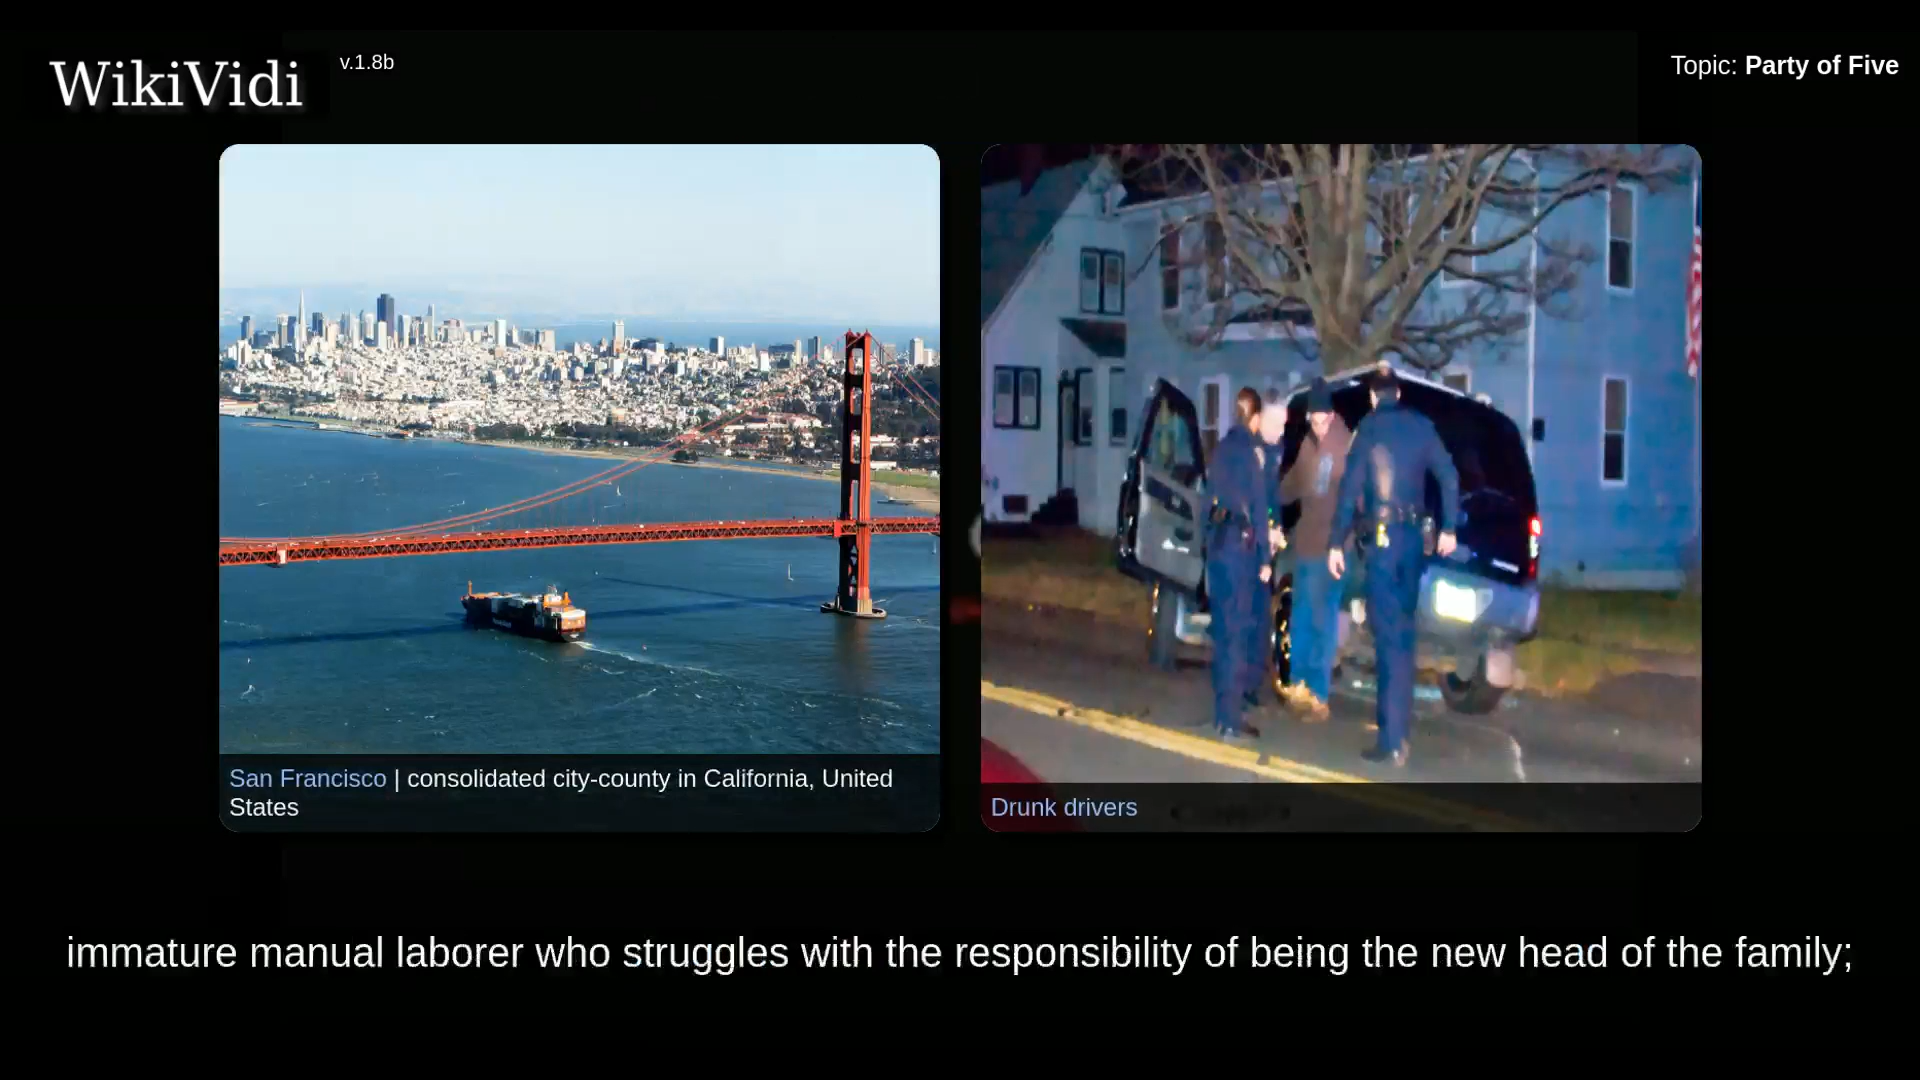 WikiVidi
v.1.8b
Topic: Party of Five
San Francisco | consolidated city-county in California, United
States
Drunk drivers
immature manual laborer who struggles with the responsibility of being the new head of the family;